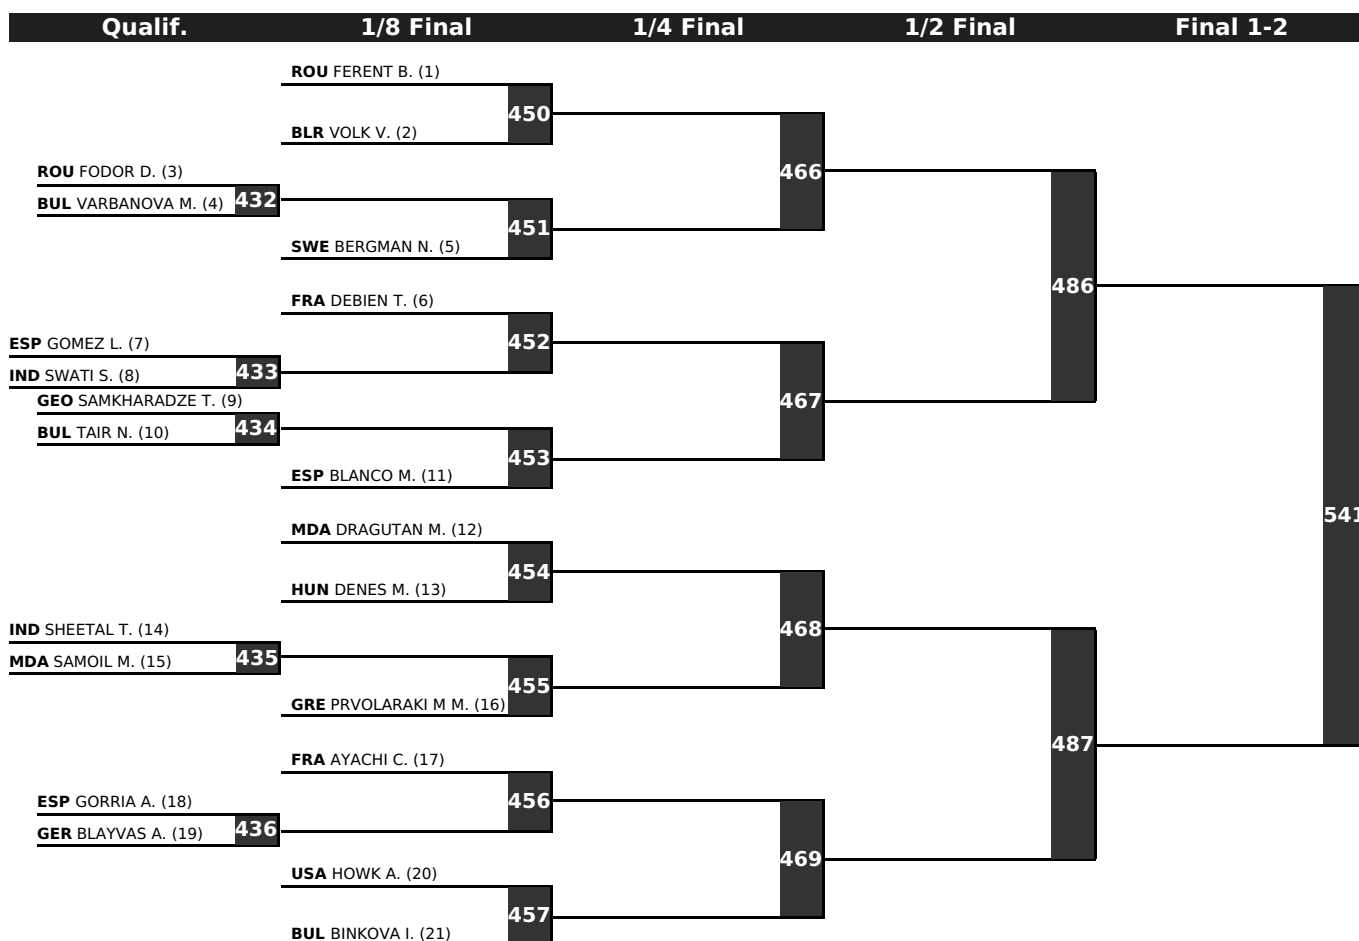 Qualif. 1/8 Final 1/4 Final 1/2 Final Final 1-2
ROU FERENT B. (1)
450
BLR VOLK V. (2)
ROU FODOR D. (3)
466
BUL VARBANOVA M. (4) 432
451
SWE BERGMAN N. (5)
486
FRA DEBIEN T. (6)
ESP GOMEZ L. (7)
452
IND SWATI S. (8) 433
GEO SAMKHARADZE T. (9)
467
BUL TAIR N. (10) 434
453
ESP BLANCO M. (11)
541
MDA DRAGUTAN M. (12)
454
HUN DENES M. (13)
IND SHEETAL T. (14)
468
MDA SAMOIL M. (15) 435
455
GRE PRVOLARAKI M M. (16)
487
FRA AYACHI C. (17)
ESP GORRIA A. (18)
456
GER BLAYVAS A. (19) 436
469
USA HOWK A. (20)
457
BUL BINKOVA I. (21)